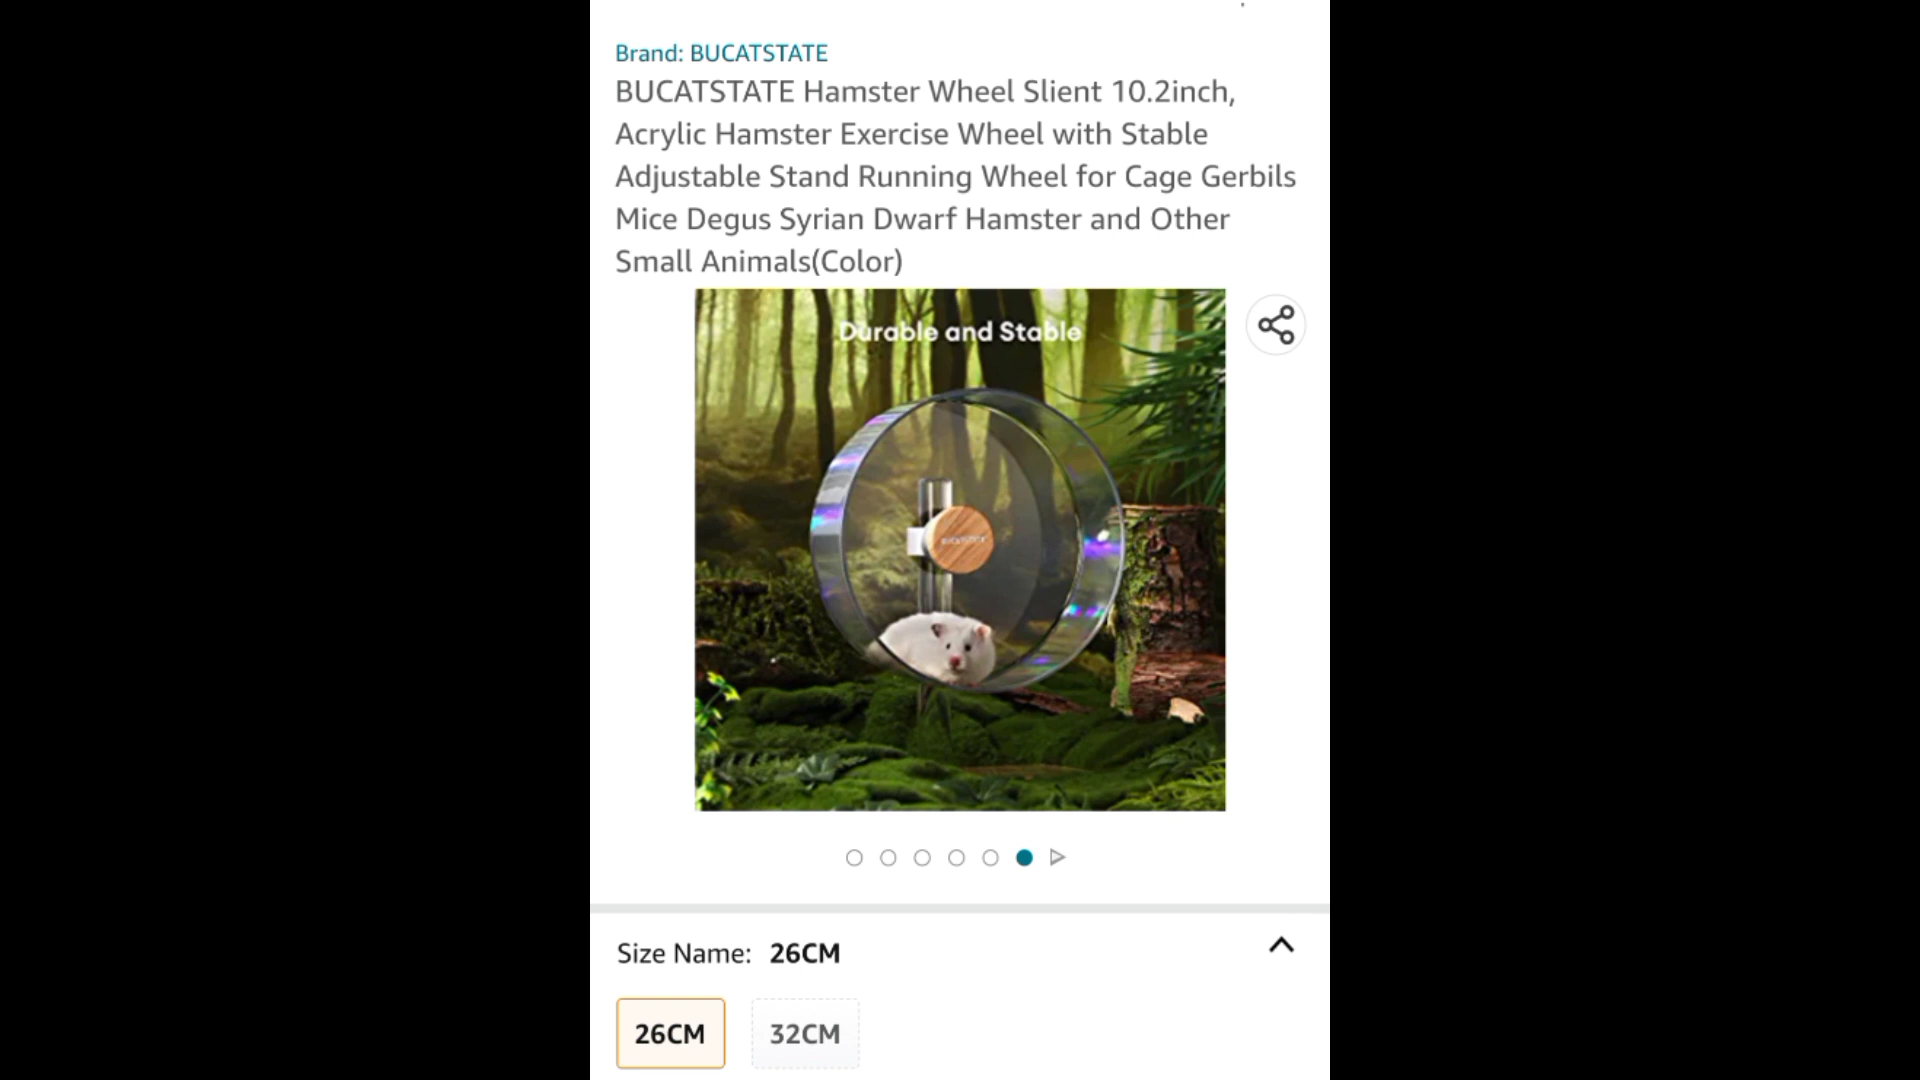 Brand: BUCATSTATE
BUCATSTATE Hamster Wheel Slient 10.2inch,
Acrylic Hamster Exercise Wheel with Stable
Adjustable Stand Running Wheel for Cage Gerbils
Mice Degus Syrian Dwarf Hamster and Other
Small Animals(Color)
Durable and Stable
BUCATSTATE
Size Name: 26CM
26CM
32CM